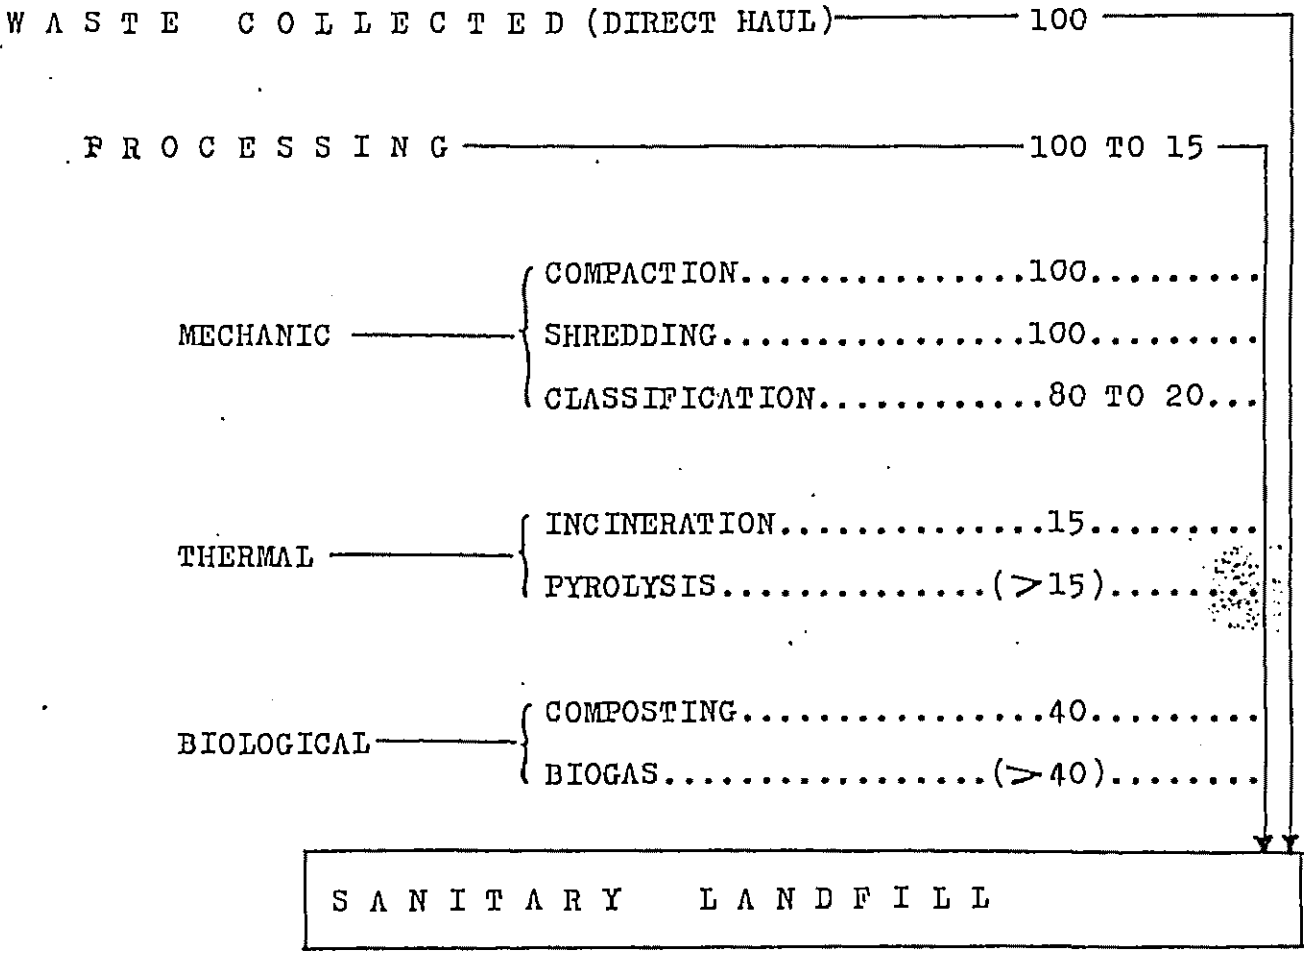 WASTE COLLECTED (DIRECT HAUL) 100
PROCESSING 100 TO 15
COMPACTION...............100.........
MECHANIC SHREDDING................100.........
CLASSIFICATION............80 TO 20...
INCINERATION..............15.........
THERMAL
PYROLYSIS..............(>15)........
COMPOSTING................40.........
BIOLOGICAL
BIOGAS.................(>40)........
SANITARY LANDFILL